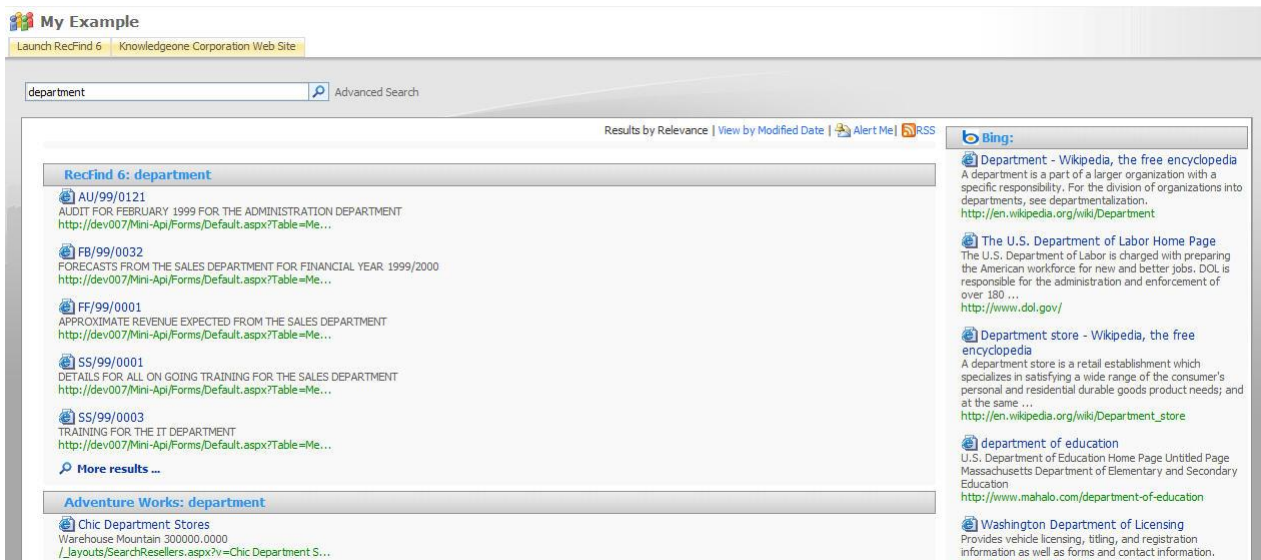 My Example
Launch RecFind 6 Knowledgeone Corporation Web Site
department Advanced Search
Results by Relevance | View by Modified Date | Alert Me | RSS
RecFind 6: department
AU/99/0121
AUDIT FOR FEBRUARY 1999 FOR THE ADMINISTRATION DEPARTMENT
http://dev007/Mini-Api/Forms/Default.aspx?Table=Me...
FB/99/0032
FORECASTS FROM THE SALES DEPARTMENT FOR FINANCIAL YEAR 1999/2000
http://dev007/Mini-Api/Forms/Default.aspx?Table=Me...
FF/99/0001
APPROXIMATE REVENUE EXPECTED FROM THE SALES DEPARTMENT
http://dev007/Mini-Api/Forms/Default.aspx?Table=Me...
SS/99/0001
DETAILS FOR ALL ON GOING TRAINING FOR THE SALES DEPARTMENT
http://dev007/Mini-Api/Forms/Default.aspx?Table=Me...
SS/99/0003
TRAINING FOR THE IT DEPARTMENT
http://dev007/Mini-Api/Forms/Default.aspx?Table=Me...
More results ...
Adventure Works: department
Chic Department Stores
Warehouse Mountain 300000.0000
/_layouts/SearchResellers.aspx?v=Chic Department S...
Bing:
Department - Wikipedia, the free encyclopedia
A department is a part of a larger organization with a
specific responsibility. For the division of organizations into
departments, see departmentalization.
http://en.wikipedia.org/wiki/Department
The U.S. Department of Labor Home Page
The U.S. Department of Labor is charged with preparing
the American workforce for new and better jobs. DOL is
responsible for the administration and enforcement of
over 180 ...
http://www.dol.gov/
Department store - Wikipedia, the free
encyclopedia
A department store is a retail establishment which
specializes in satisfying a wide range of the consumer's
personal and residential durable goods product needs; and
at the same ...
http://en.wikipedia.org/wiki/Department_store
department of education
U.S. Department of Education Home Page Untitled Page
Massachusetts Department of Elementary and Secondary
Education
http://www.mahalo.com/department-of-education
Washington Department of Licensing
Provides vehicle licensing, titling, and registration
information as well as forms and contact information.